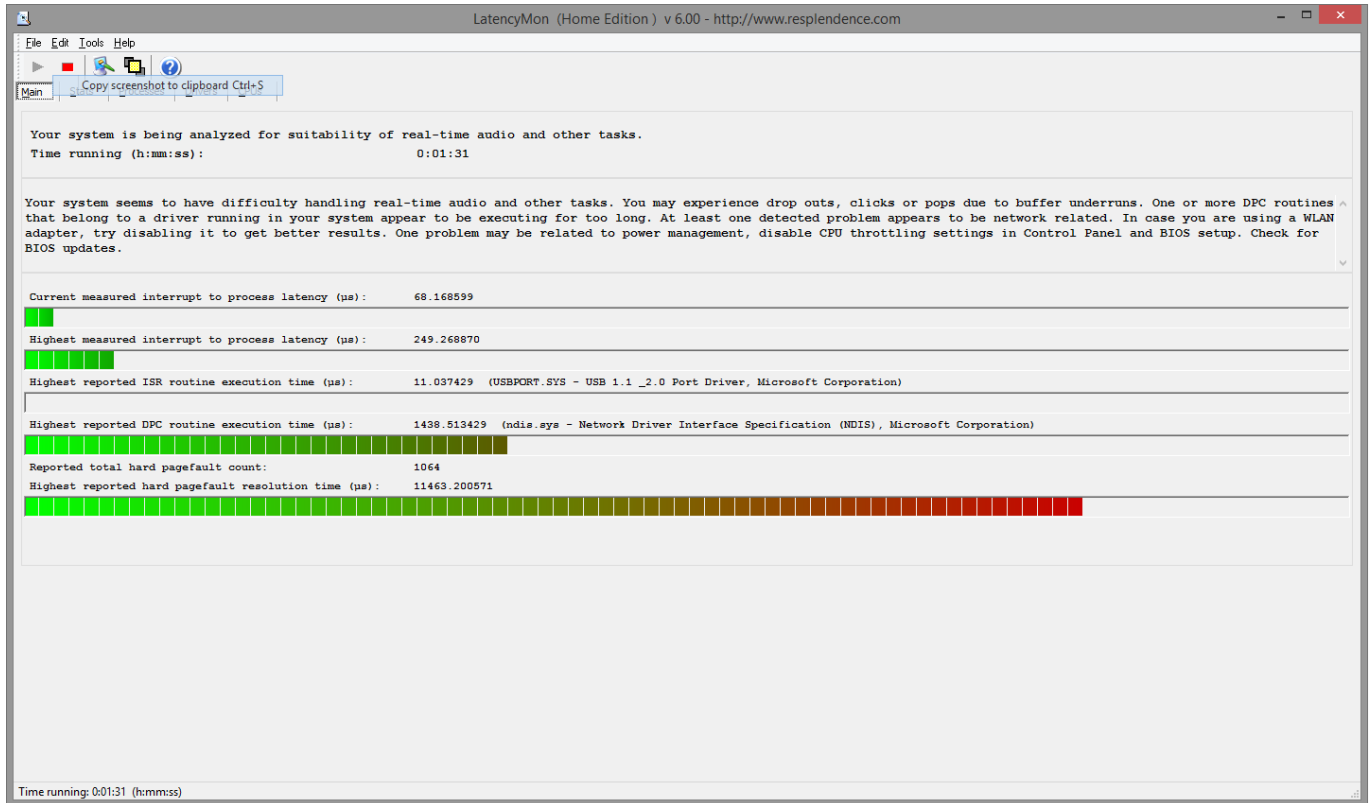 LatencyMon (Home Edition ) v 6.00 - http://www.resplendence.com
File Edit Tools Help
Copy screenshot to clipboard Ctrl+S
Main Stats Processes Drivers CPUs
Your system is being analyzed for suitability of real-time audio and other tasks.
Time running (h:mm:ss): 0:01:31
Your system seems to have difficulty handling real-time audio and other tasks. You may experience drop outs, clicks or pops due to buffer underruns. One or more DPC routines
that belong to a driver running in your system appear to be executing for too long. At least one detected problem appears to be network related. In case you are using a WLAN
adapter, try disabling it to get better results. One problem may be related to power management, disable CPU throttling settings in Control Panel and BIOS setup. Check for
BIOS updates.
Current measured interrupt to process latency (µs): 68.168599
Highest measured interrupt to process latency (µs): 249.268870
Highest reported ISR routine execution time (µs): 11.037429 (USBPORT.SYS - USB 1.1 _2.0 Port Driver, Microsoft Corporation)
Highest reported DPC routine execution time (µs): 1438.513429 (ndis.sys - Network Driver Interface Specification (NDIS), Microsoft Corporation)
Reported total hard pagefault count: 1064
Highest reported hard pagefault resolution time (µs): 11463.200571
Time running: 0:01:31 (h:mm:ss)